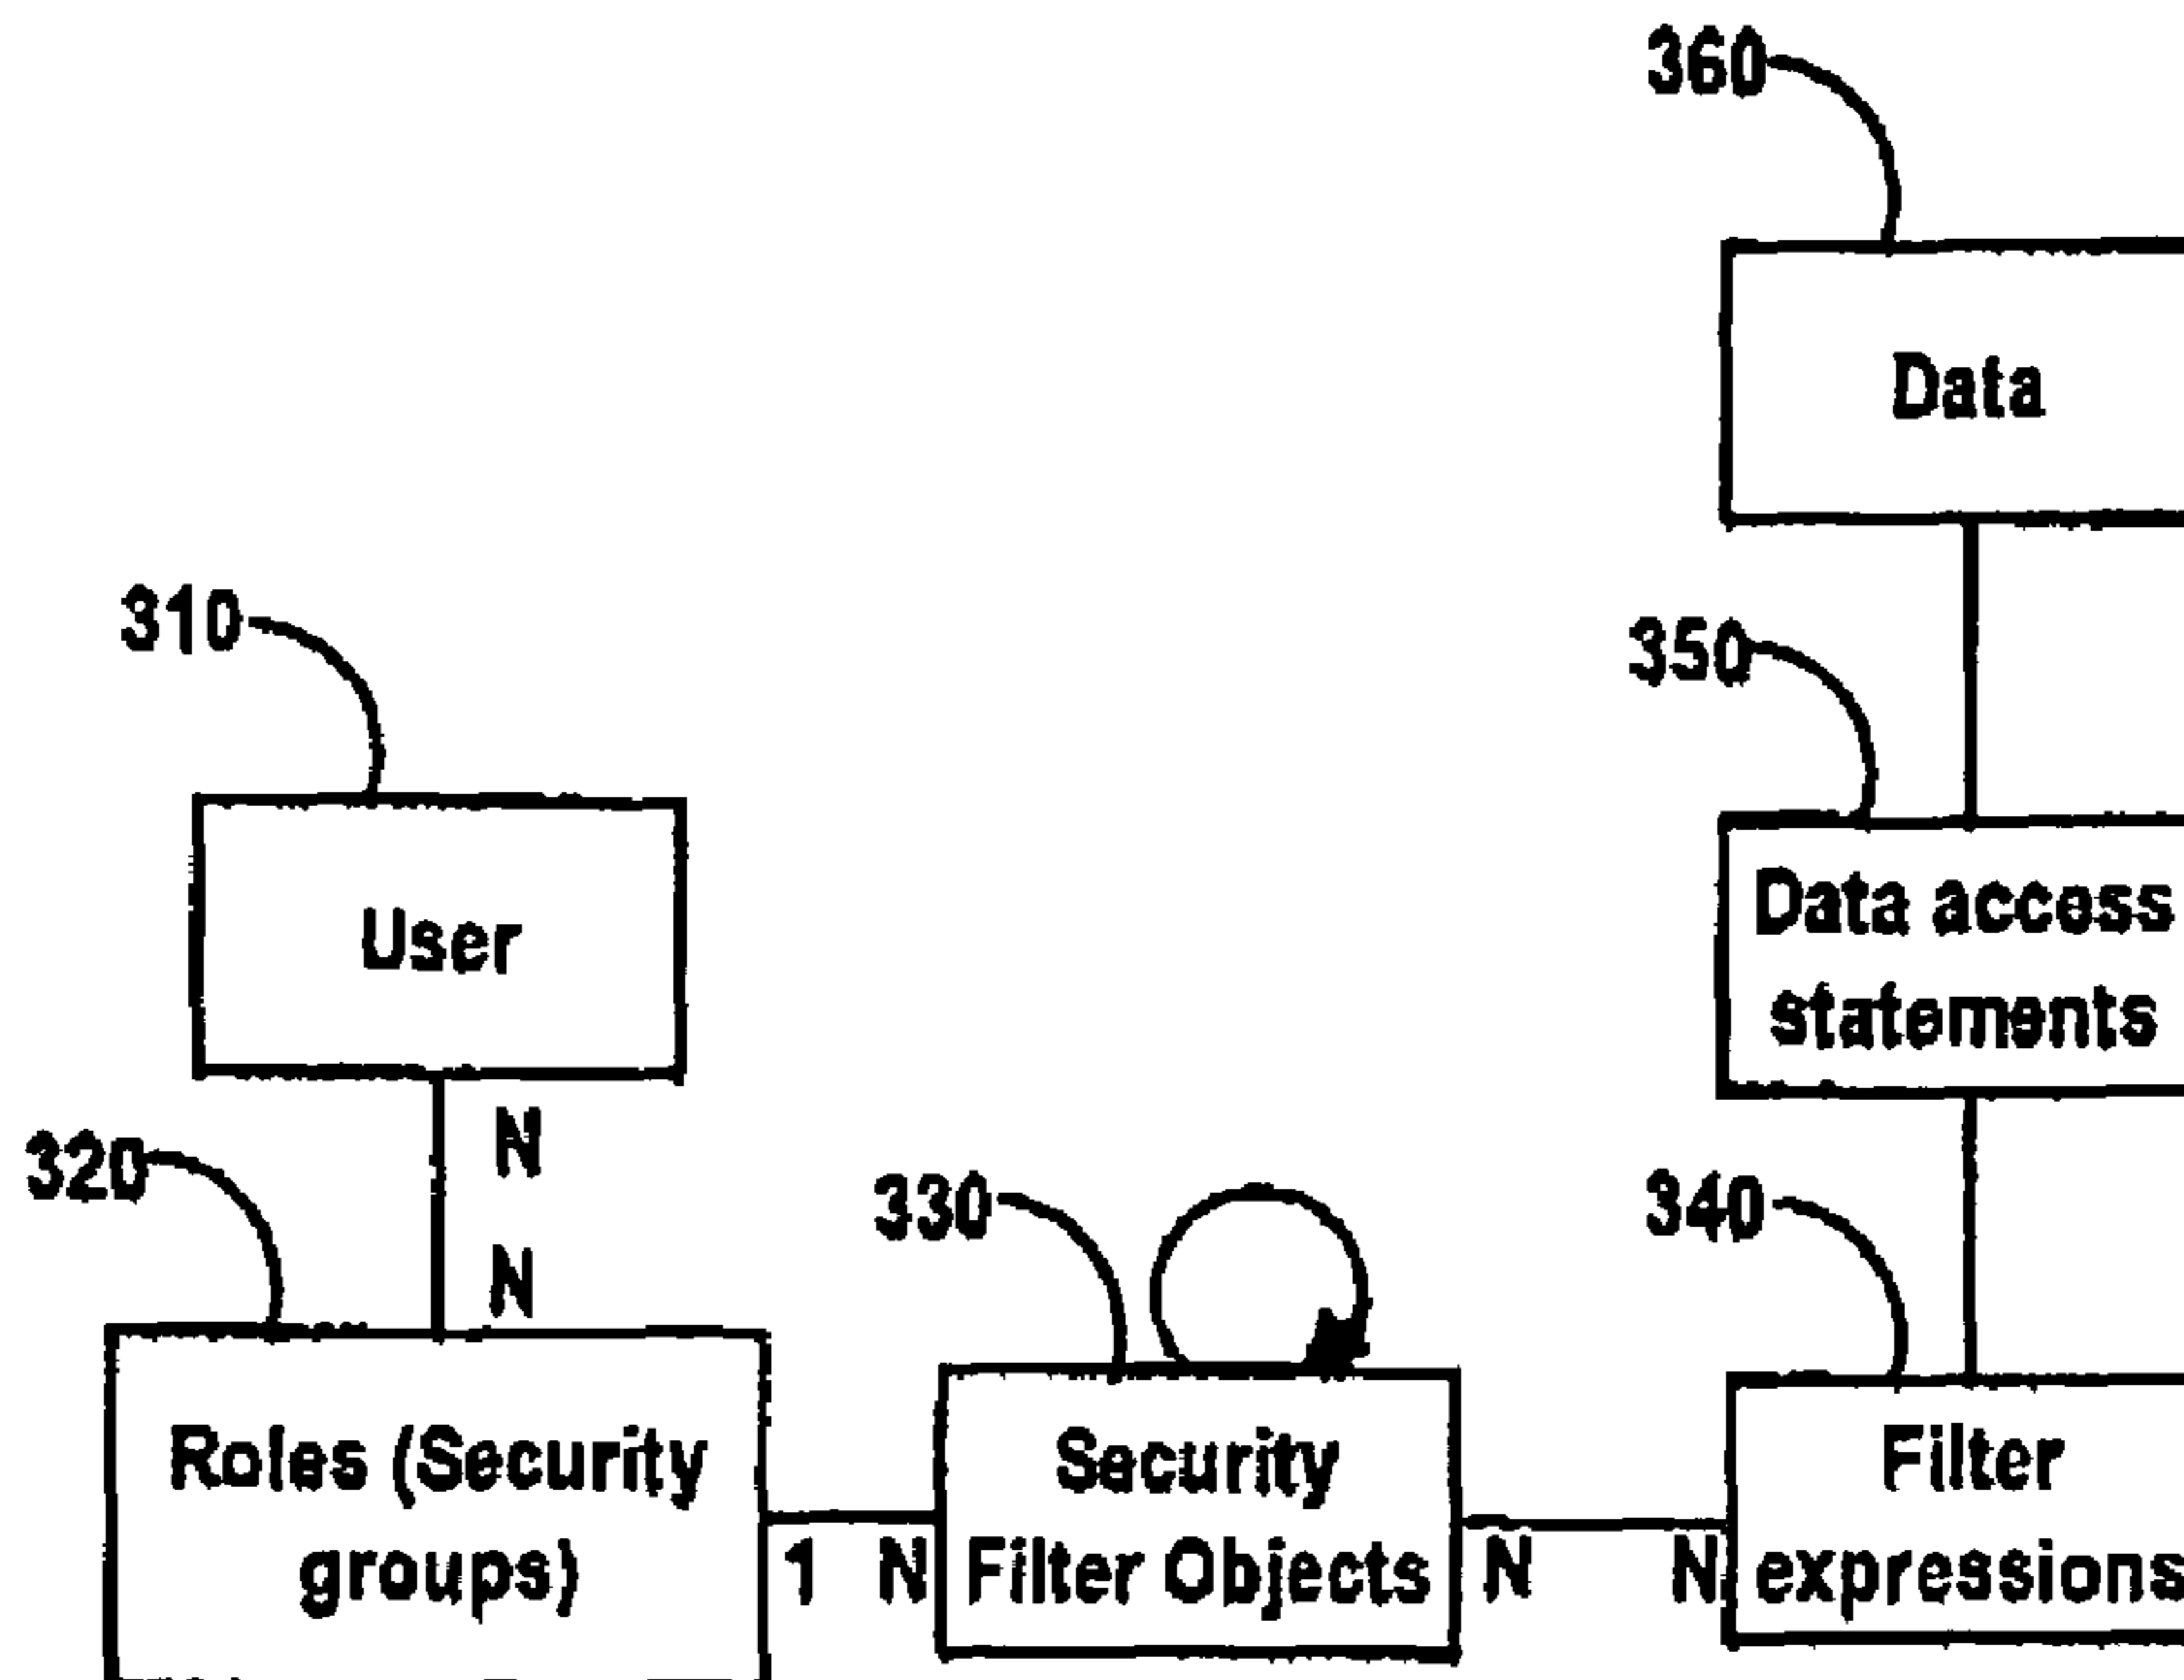 360
Data
310
350
User
Data access
statements
N
320
330
340
N
Roles (Security
groups)
Security
Filter Objects
Filter
expressions
1
N
N
N